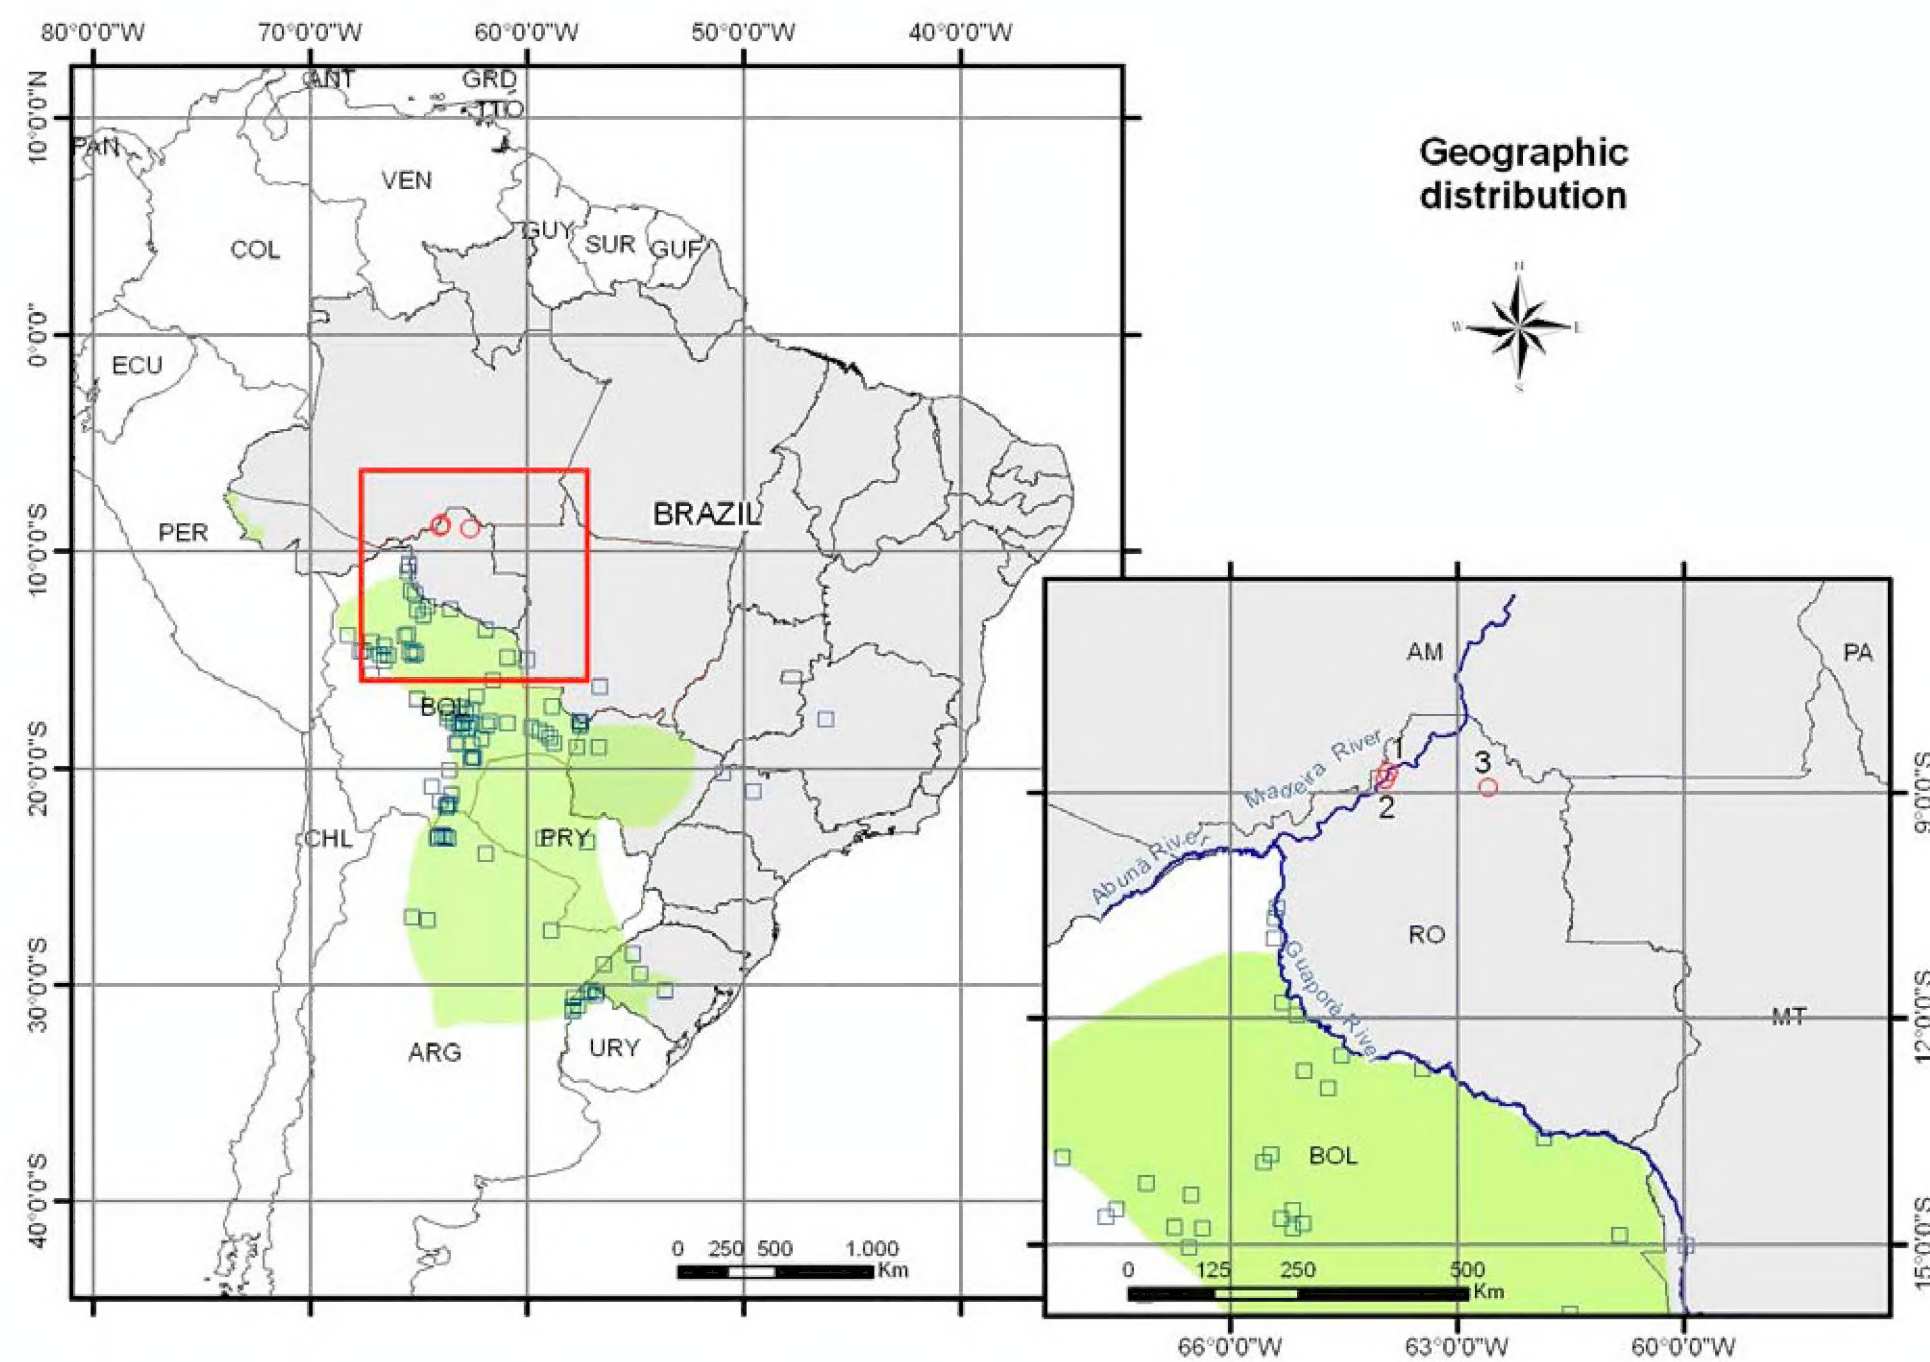 80°0'0"W 70°0'0"W 60°0'0"W 50°0'0"W 40°0'0"W
10°0'0"N
0°0'0"
10°0'0"S
20°0'0"S
30°0'0"S
40°0'0"S
ANT
GRD
TTO
PAN
VEN
COL
GUY
SUR
GUF
ECU
PER
BRAZIL
BOL
CHL
PRY
ARG
URY
0 250 500 1.000
Km
Geographic
distribution
N
W E
S
AM
PA
Madeira River
1
2
3
Abunã River
RO
Guaporé River
MT
BOL
0 125 250 500
Km
9°0'0"S
12°0'0"S
15°0'0"S
66°0'0"W 63°0'0"W 60°0'0"W